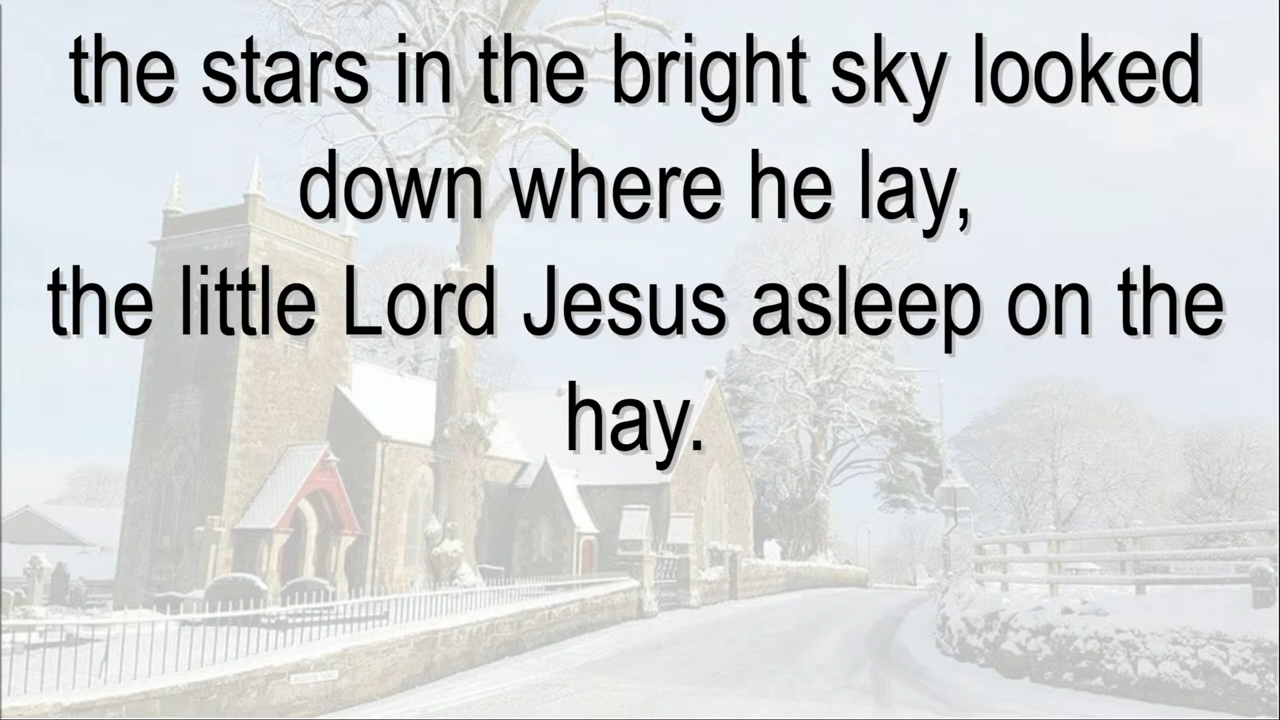 the stars in the bright sky looked
down where he lay,
the little Lord Jesus asleep on the
hay.